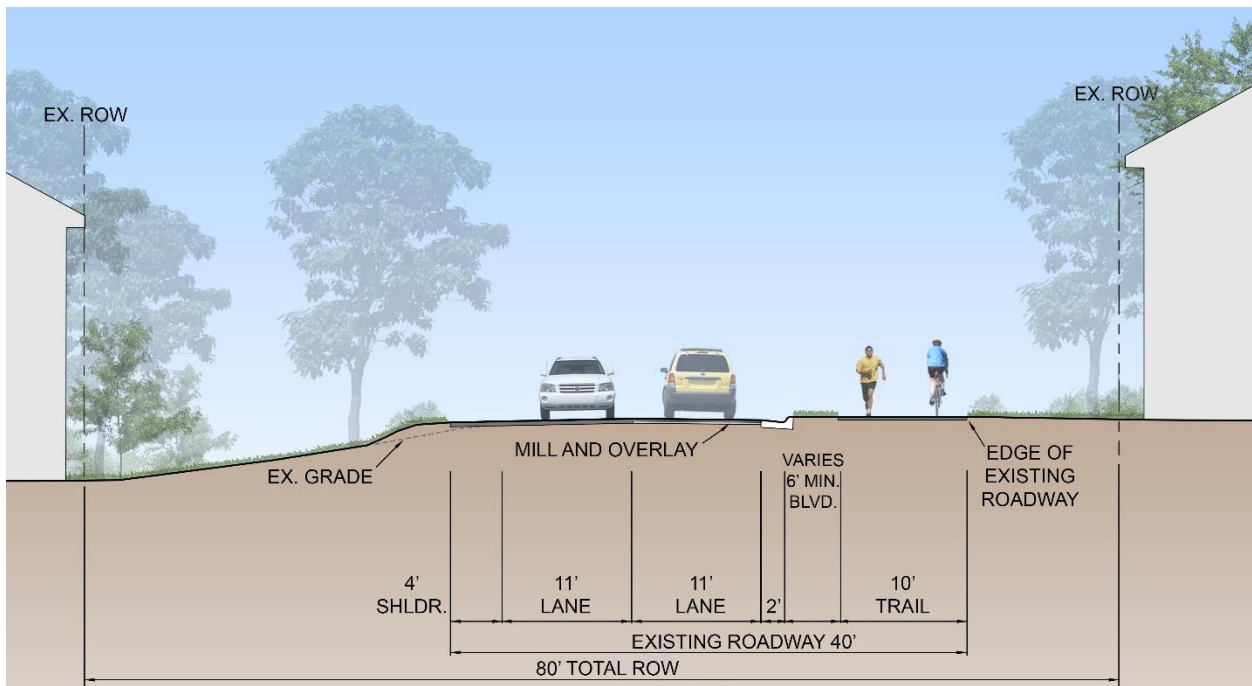 EX. ROW
EX. ROW
MILL AND OVERLAY
EX. GRADE
VARIES
6’ MIN.
BLVD.
EDGE OF
EXISTING
ROADWAY
4’
SHLDR.
11’
LANE
11’
LANE
2’
10’
TRAIL
EXISTING ROADWAY 40’
80’ TOTAL ROW